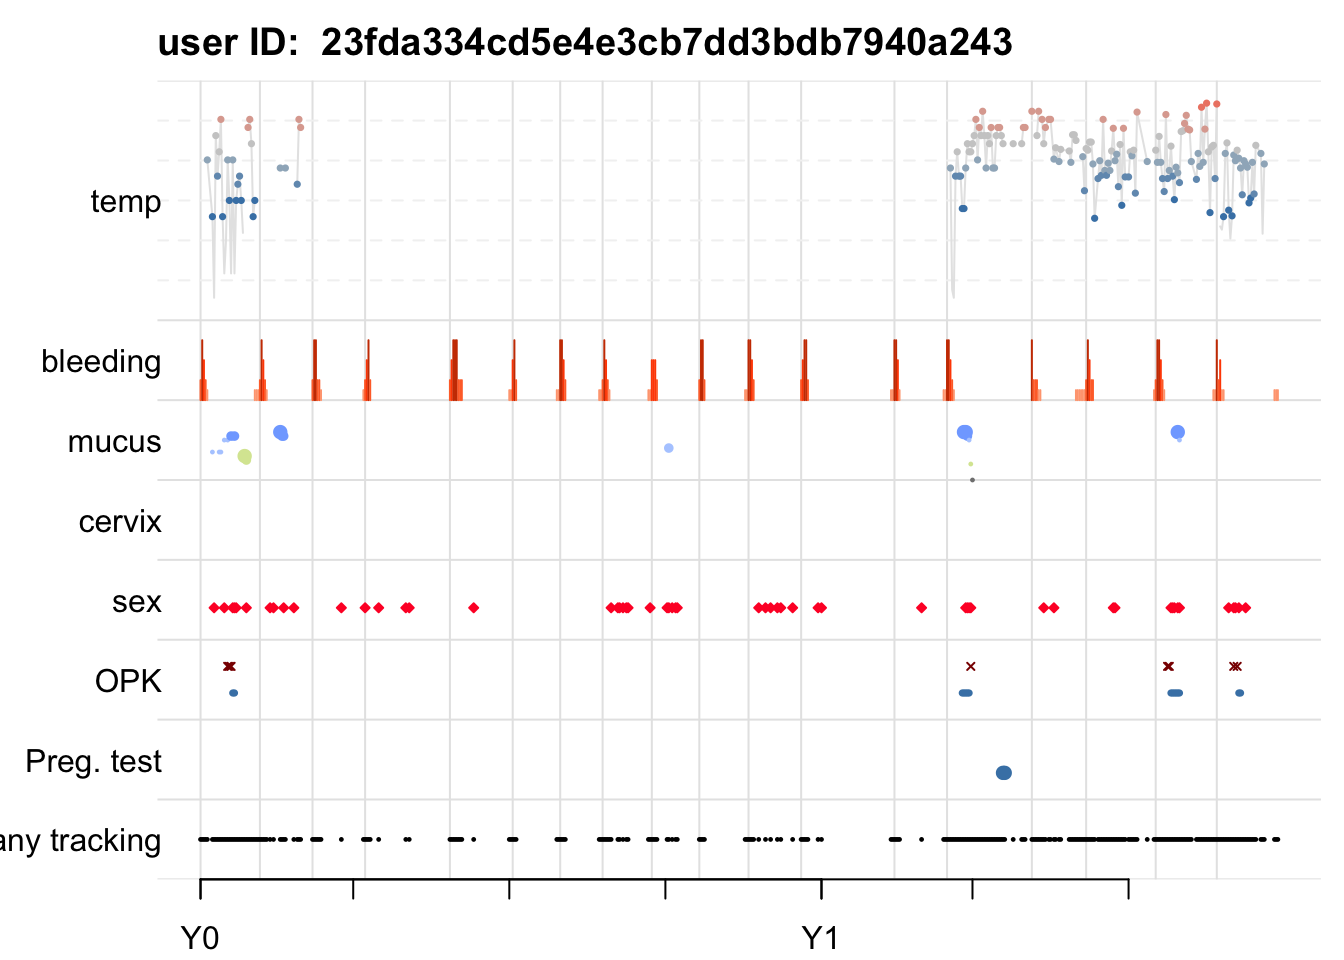 user ID:  23fda334cd5e4e3cb7dd3bdb7940a243
temp
bleeding
mucus
cervix
sex
OPK
Preg. test
any tracking
Y0 Y1